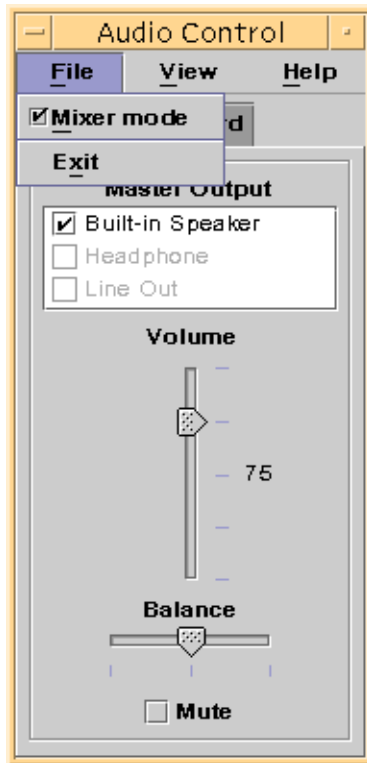 Audio Control
File View Help
Mixer mode
Exit
Master Output
Built-in Speaker
Headphone
Line Out
Volume
75
Balance
Mute